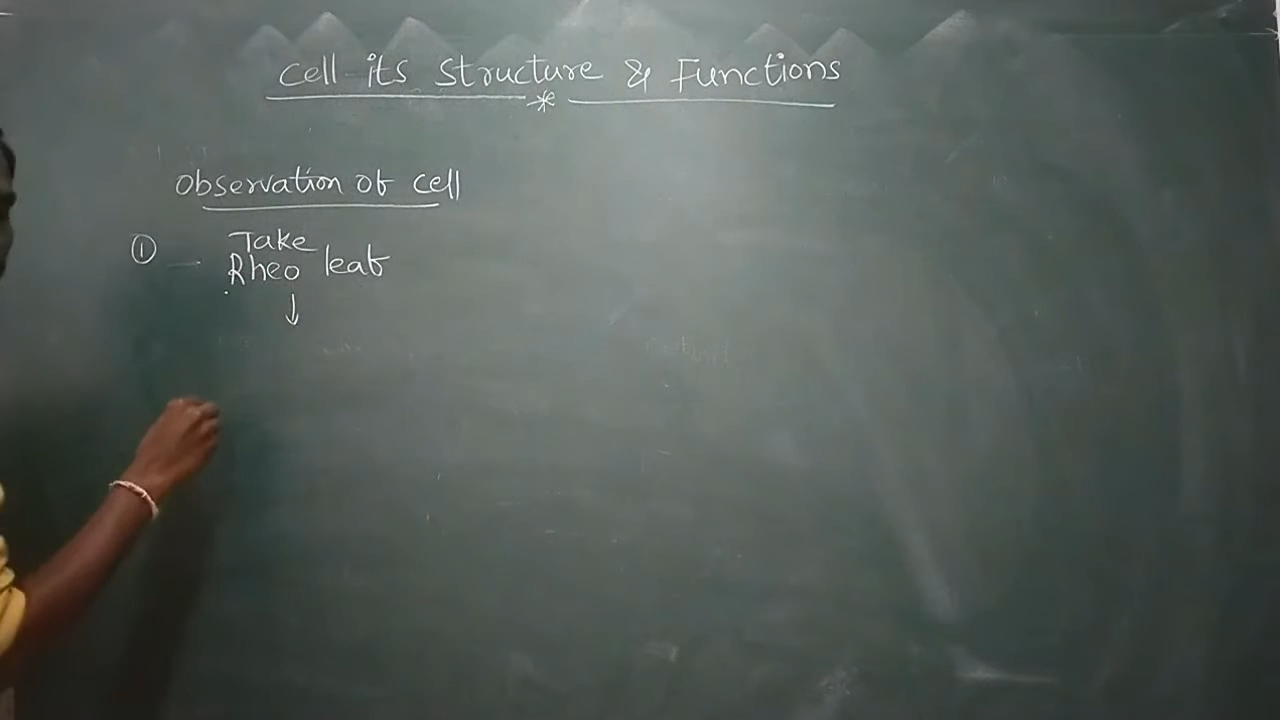 Cell its Structure & Functions
*
Observation of cell
① — Take
Rheo leaf
↓